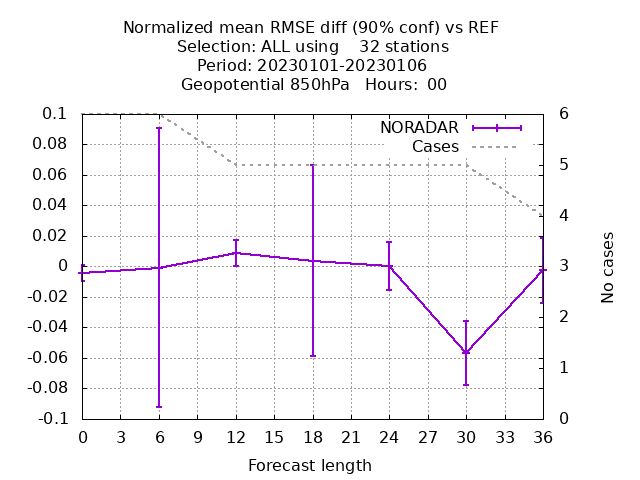 Normalized mean RMSE diff (90% conf) vs REF
Selection: ALL using    32 stations
Period: 20230101-20230106
Geopotential 850hPa   Hours:  00
NORADAR
Cases
0.1
0.08
0.06
0.04
0.02
0
-0.02
-0.04
-0.06
-0.08
-0.1
6
5
4
3
2
1
0
No cases
0 3 6 9 12 15 18 21 24 27 30 33 36
Forecast length